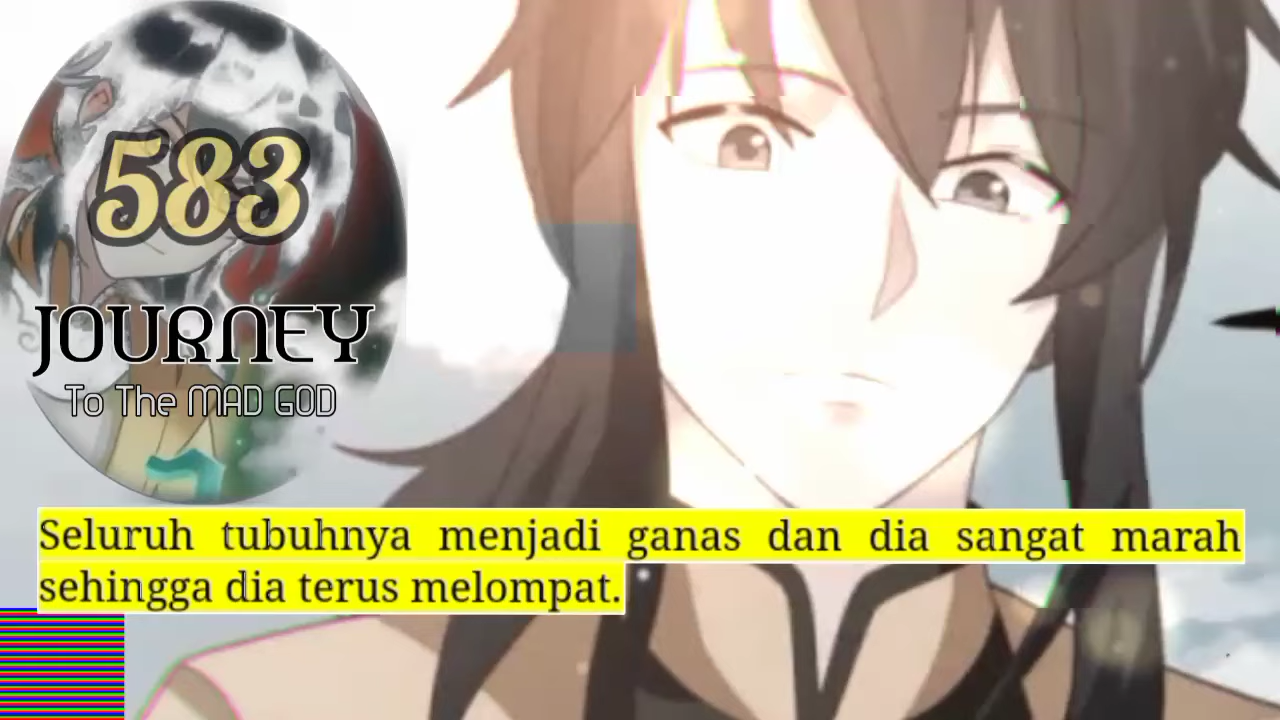 583
JOURNEY
To The MAD GOD
Seluruh tubuhnya menjadi ganas dan dia sangat marah
sehingga dia terus melompat.